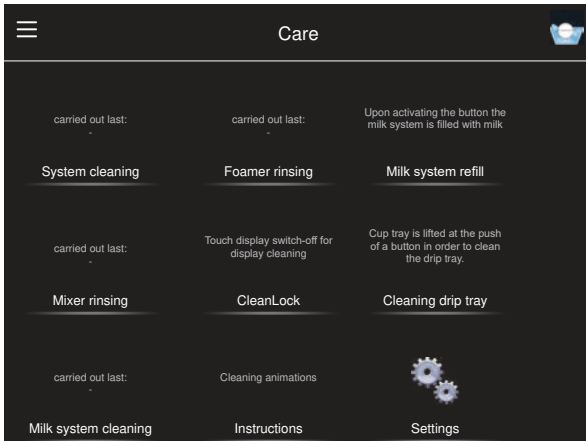 Care
carried out last:
-
System cleaning
carried out last:
-
Foamer rinsing
Upon activating the button the
milk system is filled with milk
Milk system refill
carried out last:
-
Mixer rinsing
Touch display switch-off for
display cleaning
CleanLock
Cup tray is lifted at the push
of a button in order to clean
the drip tray.
Cleaning drip tray
carried out last:
-
Milk system cleaning
Cleaning animations
Instructions
Settings